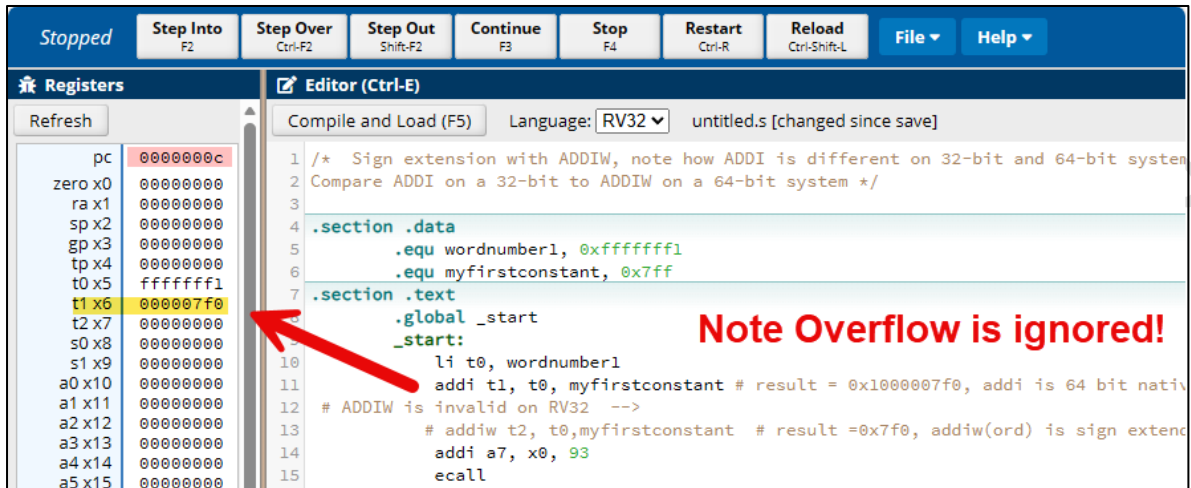 Stopped
Step Into
F2
Step Over
Ctrl-F2
Step Out
Shift-F2
Continue
F3
Stop
F4
Restart
Ctrl-R
Reload
Ctrl-Shift-L
File
Help
Registers
Refresh
pc 0000000c
zero x0 00000000
ra x1 00000000
sp x2 00000000
gp x3 00000000
tp x4 00000000
t0 x5 fffffff1
t1 x6 000007f0
t2 x7 00000000
s0 x8 00000000
s1 x9 00000000
a0 x10 00000000
a1 x11 00000000
a2 x12 00000000
a3 x13 00000000
a4 x14 00000000
a5 x15 00000000
Editor (Ctrl-E)
Compile and Load (F5) Language: RV32 untitled.s [changed since save]
1 /* Sign extension with ADDIW, note how ADDI is different on 32-bit and 64-bit system
2 Compare ADDI on a 32-bit to ADDIW on a 64-bit system */
3
4 .section .data
5 .equ wordnumber1, 0xfffffff1
6 .equ myfirstconstant, 0x7ff
7 .section .text
8 .global _start
9 _start:
10 li t0, wordnumber1
11 addi t1, t0, myfirstconstant # result = 0x1000007f0, addi is 64 bit nativ
12 # ADDIW is invalid on RV32 -->
13 # addiw t2, t0,myfirstconstant # result =0x7f0, addiw(ord) is sign extend
14 addi a7, x0, 93
15 ecall
Note Overflow is ignored!